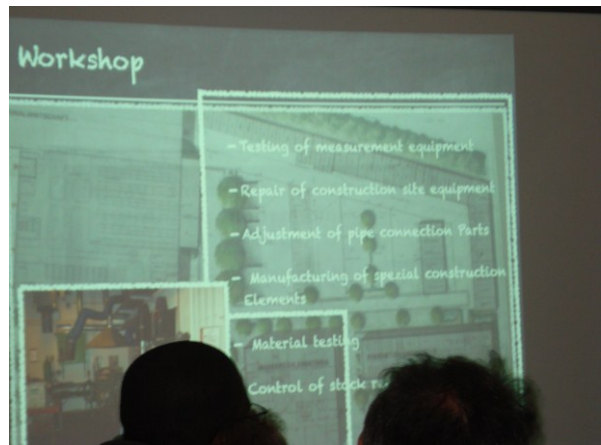 Workshop
- Testing of measurement equipment
- Repair of construction site equipment
- Adjustment of pipe connection Parts
- Manufacturing of spezial construction
Elements
- Material testing
Control of stock